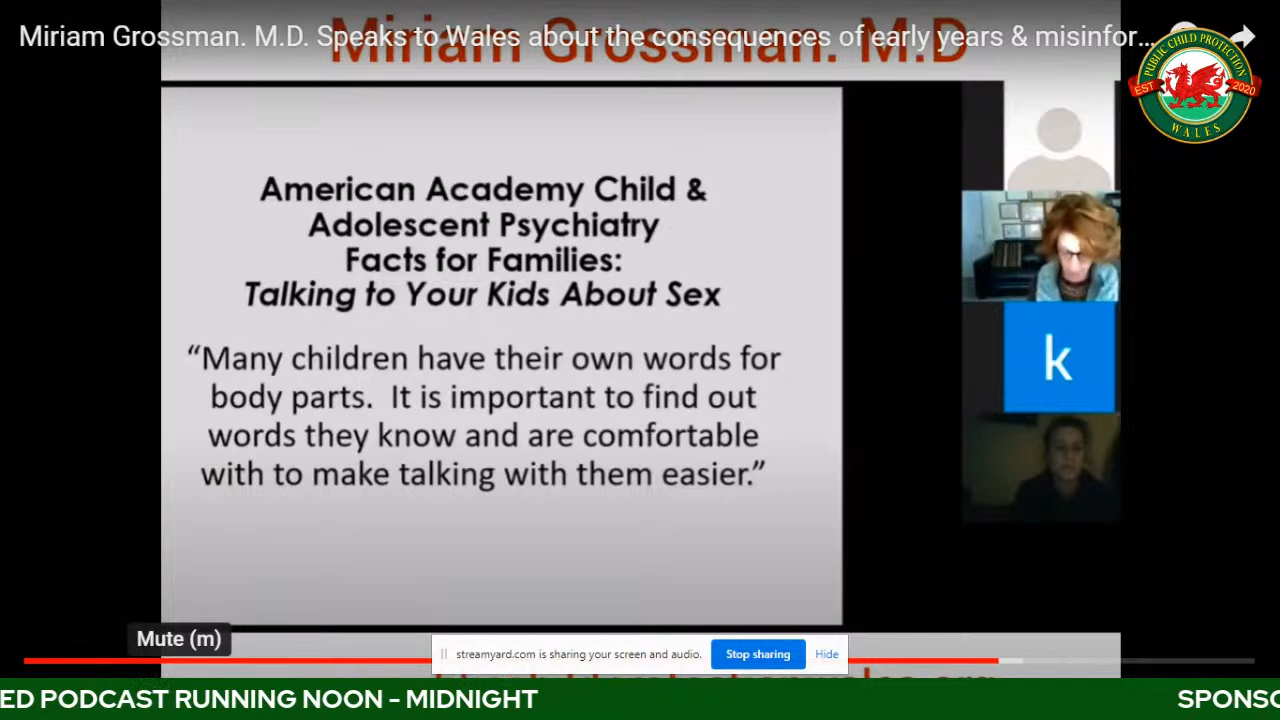 Miriam Grossman. M.D. Speaks to Wales about the consequences of early years & misinfor...
Miriam Grossman. M.D
PUBLIC CHILD PROTECTION
EST
2020
WALES
American Academy Child &
Adolescent Psychiatry
Facts for Families:
Talking to Your Kids About Sex
“Many children have their own words for
body parts. It is important to find out
words they know and are comfortable
with to make talking with them easier.”
k
Mute (m)
streamyard.com is sharing your screen and audio.
Stop sharing
Hide
ED PODCAST RUNNING NOON – MIDNIGHT
SPONSO